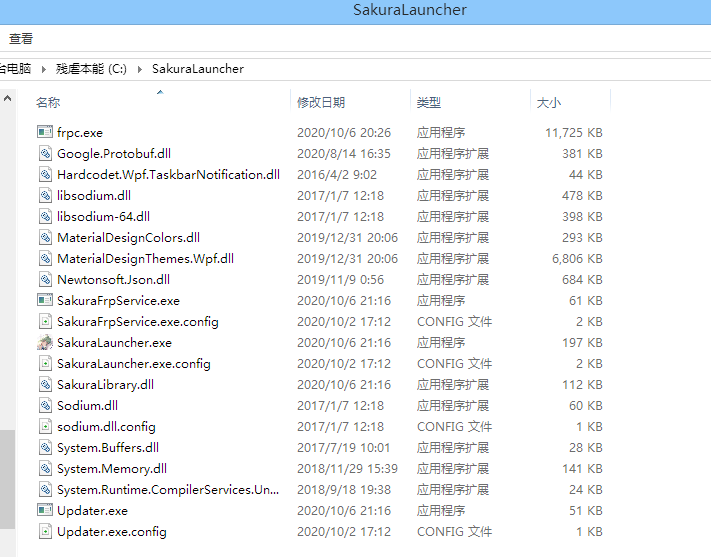 SakuraLauncher
查看
台电脑 残虐本能 (C:) SakuraLauncher
名称 修改日期 类型 大小
frpc.exe 2020/10/6 20:26 应用程序 11,725 KB
Google.Protobuf.dll 2020/8/14 16:35 应用程序扩展 381 KB
Hardcodet.Wpf.TaskbarNotification.dll 2016/4/2 9:02 应用程序扩展 44 KB
libsodium.dll 2017/1/7 12:18 应用程序扩展 478 KB
libsodium-64.dll 2017/1/7 12:18 应用程序扩展 398 KB
MaterialDesignColors.dll 2019/12/31 20:06 应用程序扩展 293 KB
MaterialDesignThemes.Wpf.dll 2019/12/31 20:06 应用程序扩展 6,806 KB
Newtonsoft.Json.dll 2019/11/9 0:56 应用程序扩展 684 KB
SakuraFrpService.exe 2020/10/6 21:16 应用程序 61 KB
SakuraFrpService.exe.config 2020/10/2 17:12 CONFIG 文件 2 KB
SakuraLauncher.exe 2020/10/6 21:16 应用程序 197 KB
SakuraLauncher.exe.config 2020/10/2 17:12 CONFIG 文件 2 KB
SakuraLibrary.dll 2020/10/6 21:16 应用程序扩展 112 KB
Sodium.dll 2017/1/7 12:18 应用程序扩展 60 KB
sodium.dll.config 2017/1/7 12:18 CONFIG 文件 1 KB
System.Buffers.dll 2017/7/19 10:01 应用程序扩展 28 KB
System.Memory.dll 2018/11/29 15:39 应用程序扩展 141 KB
System.Runtime.CompilerServices.Un... 2018/9/18 19:38 应用程序扩展 24 KB
Updater.exe 2020/10/6 21:16 应用程序 51 KB
Updater.exe.config 2020/10/2 17:12 CONFIG 文件 1 KB